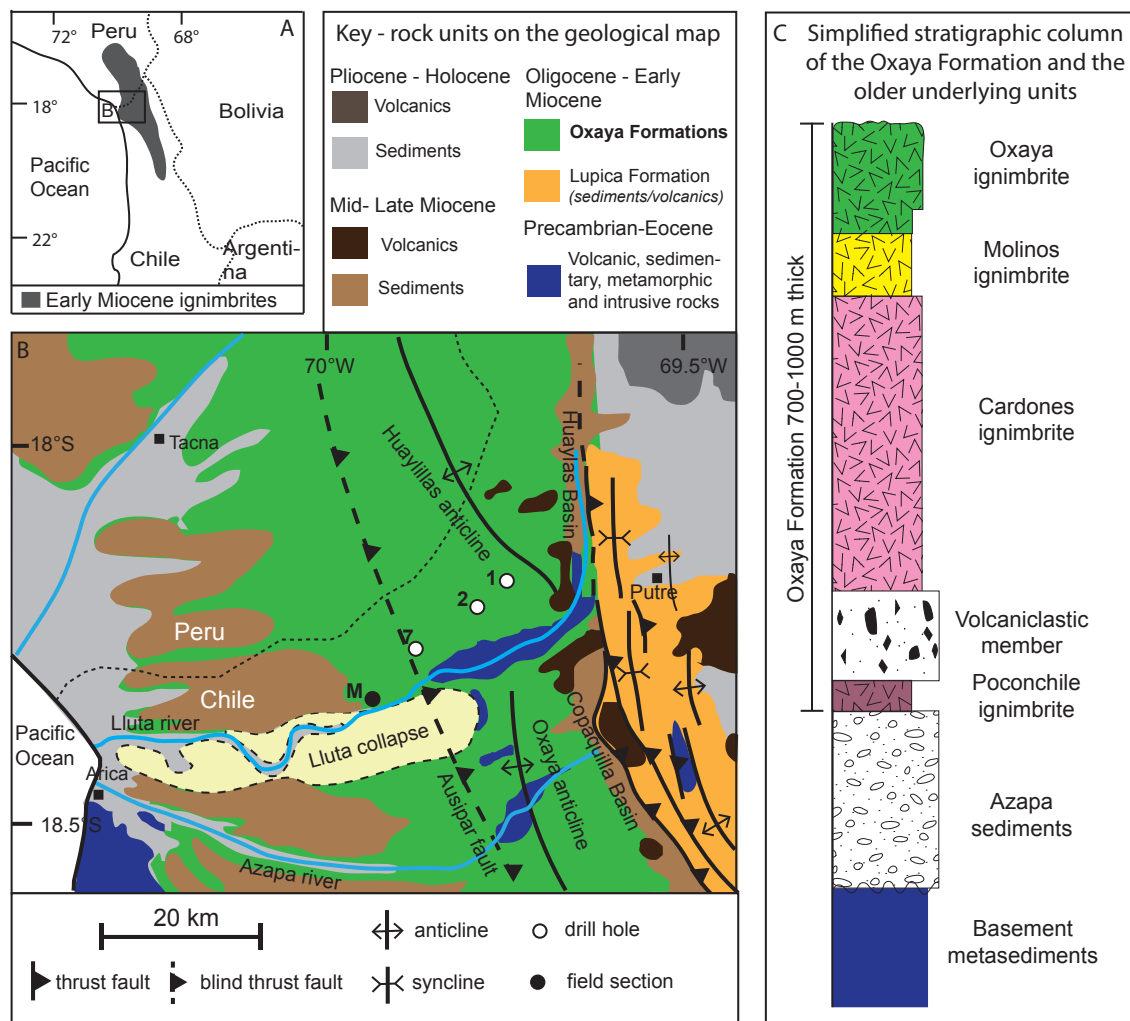 72°
Peru
68°
A
18°
B
Bolivia
Pacific
Ocean
22°
Chile
Argenti-
na
Early Miocene ignimbrites
Key - rock units on the geological map
Pliocene - Holocene
Volcanics
Sediments
Mid- Late Miocene
Volcanics
Sediments
Oligocene - Early
Miocene
Oxaya Formations
Lupica Formation
(sediments/volcanics)
Precambrian-Eocene
Volcanic, sedimen-
tary, metamorphic
and intrusive rocks
B
70°W
69.5°W
18°S
Tacna
Huaylillas anticline
Huaylas Basin
1
2
7
Putre
Peru
Chile
M
Lluta river
Pacific
Ocean
Lluta collapse
Arica
Ausipar fault
Oxaya anticline
Copaquilla Basin
18.5°S
Azapa river
20 km
anticline
drill hole
thrust fault
blind thrust fault
syncline
field section
C
Simplified stratigraphic column
of the Oxaya Formation and the
older underlying units
Oxaya Formation 700-1000 m thick
Oxaya
ignimbrite
Molinos
ignimbrite
Cardones
ignimbrite
Volcaniclastic
member
Poconchile
ignimbrite
Azapa
sediments
Basement
metasediments